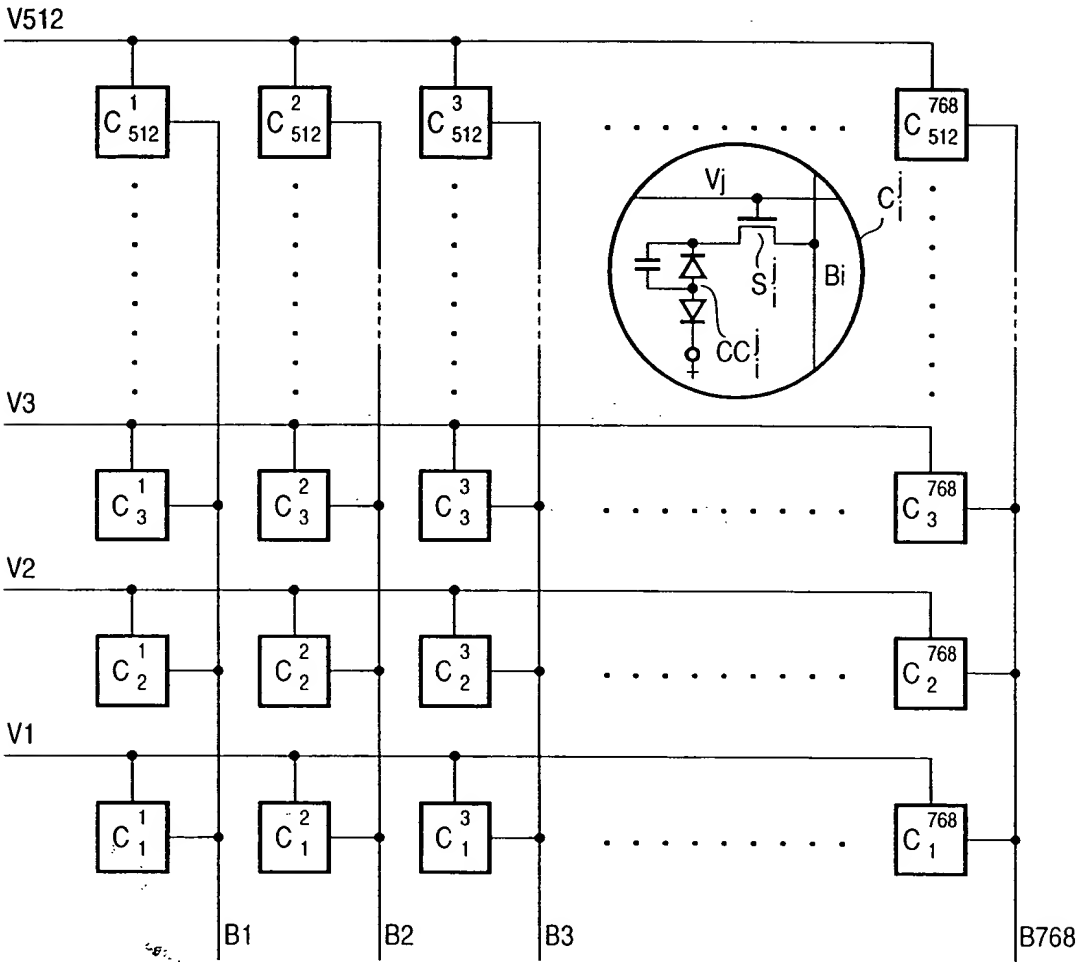 V512
C 1 512
C 2 512
C 3 512
C 768 512
Vj
C j i
S j i
Bi
CC j i
+
V3
C 1 3
C 2 3
C 3 3
C 768 3
V2
C 1 2
C 2 2
C 3 2
C 768 2
V1
C 1 1
C 2 1
C 3 1
C 768 1
B1
B2
B3
B768